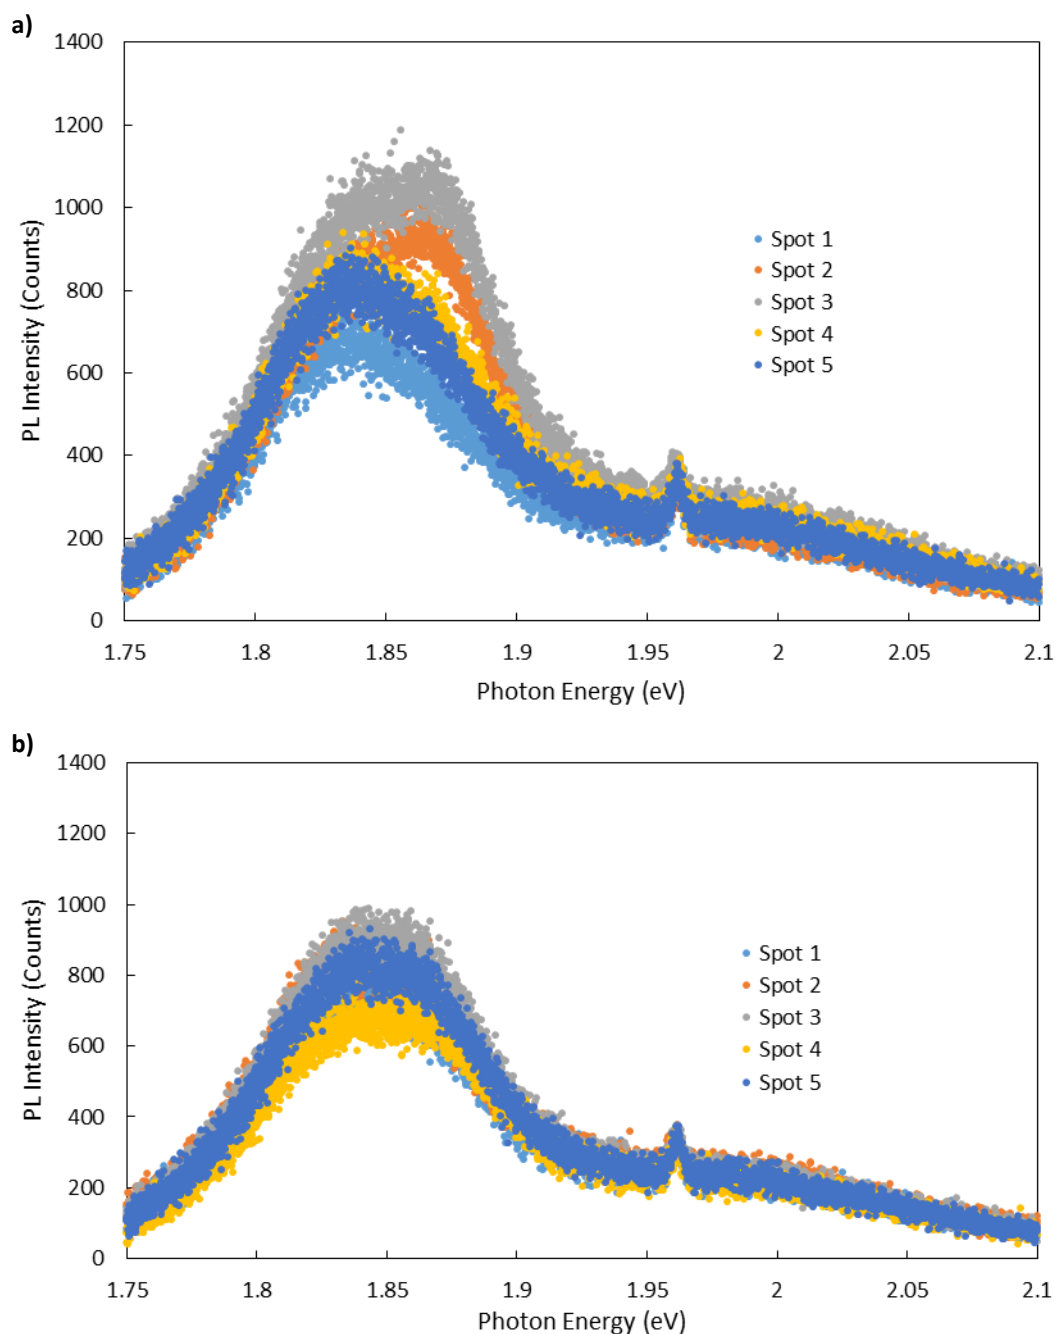 a)
1400
1200
1000
800
600
400
200
0
PL Intensity (Counts)
Spot 1
Spot 2
Spot 3
Spot 4
Spot 5
1.75 1.8 1.85 1.9 1.95 2 2.05 2.1
Photon Energy (eV)
b)
1400
1200
1000
800
600
400
200
0
PL Intensity (Counts)
Spot 1
Spot 2
Spot 3
Spot 4
Spot 5
1.75 1.8 1.85 1.9 1.95 2 2.05 2.1
Photon Energy (eV)